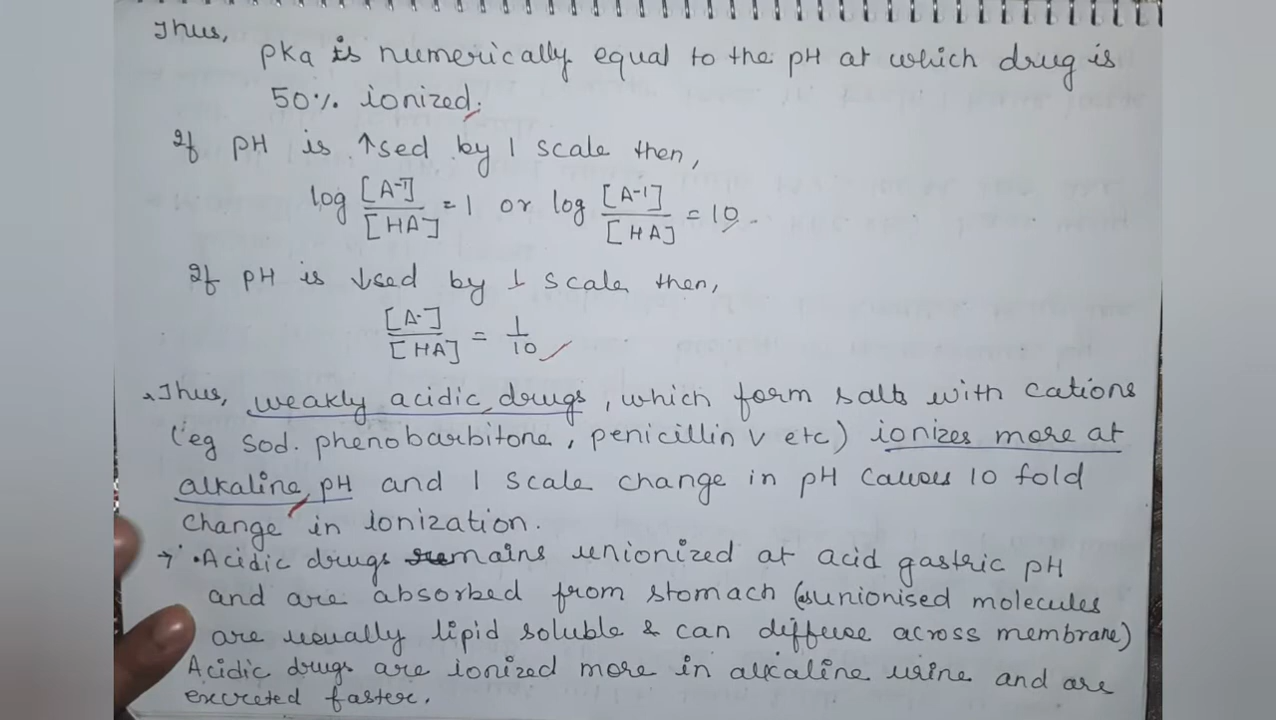 Thus,
pka is numerically equal to the pH at which drug is
50% ionized.
If pH is ↑sed by 1 scale then,
log [A⁻¹]/[HA] = 1 or log [A⁻¹]/[HA] = 10
If pH is ↓sed by 1 scale then,
[A⁻]/[HA] = 1/10
Thus, weakly acidic drugs, which form salts with cations
(eg sod. phenobarbitone, penicillin V etc) ionizes more at
alkaline pH and 1 scale change in pH causes 10 fold
change in ionization.
→ • Acidic drugs remains unionized at acid gastric pH
and are absorbed from stomach (as unionised molecules
are usually lipid soluble & can diffuse across membrane)
Acidic drugs are ionized more in alkaline urine and are
excreted faster.